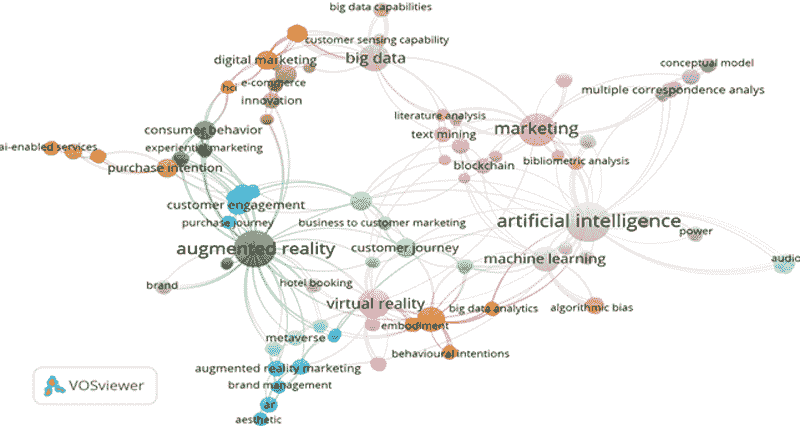 big data capabilities
customer sensing capability
digital marketing
big data
conceptual model
hci
e-commerce
multiple correspondence analys
innovation
literature analysis
consumer behavior
text mining
marketing
ai-enabled services
experiential marketing
purchase intention
blockchain
bibliometric analysis
customer engagement
purchase journey
business to customer marketing
artificial intelligence
power
augmented reality
customer journey
machine learning
audio
brand
hotel booking
virtual reality
big data analytics
algorithmic bias
embodiment
metaverse
behavioural intentions
augmented reality marketing
brand management
VOSviewer
ar
aesthetic